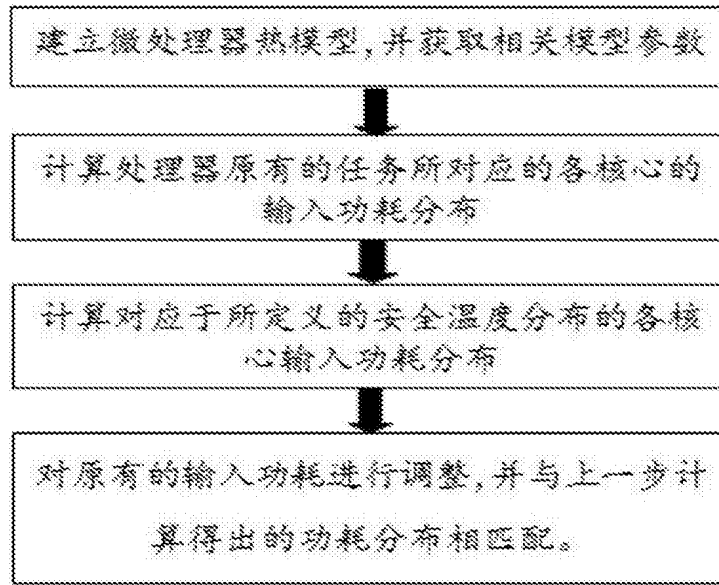 建立微处理器热模型,并获取相关模型参数
计算处理器原有的任务所对应的各核心的
输入功耗分布
计算对应于所定义的安全温度分布的各核
心输入功耗分布
对原有的输入功耗进行调整,并与上一步计
算得出的功耗分布相匹配。